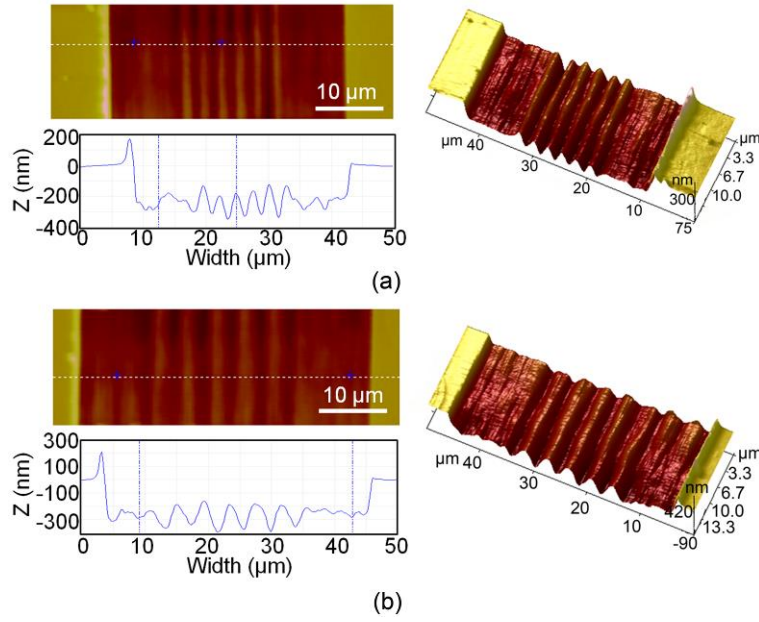 10 µm
200
0
-200
-400
Z (nm)
0 10 20 30 40 50
Width (µm)
µm 40 30 20 10
µm
3.3
6.7
10.0
nm
300
75
(a)
10 µm
300
100
-100
-300
Z (nm)
0 10 20 30 40 50
Width (µm)
µm 40 30 20 10
µm
3.3
6.7
10.0
13.3
nm
420
-90
(b)